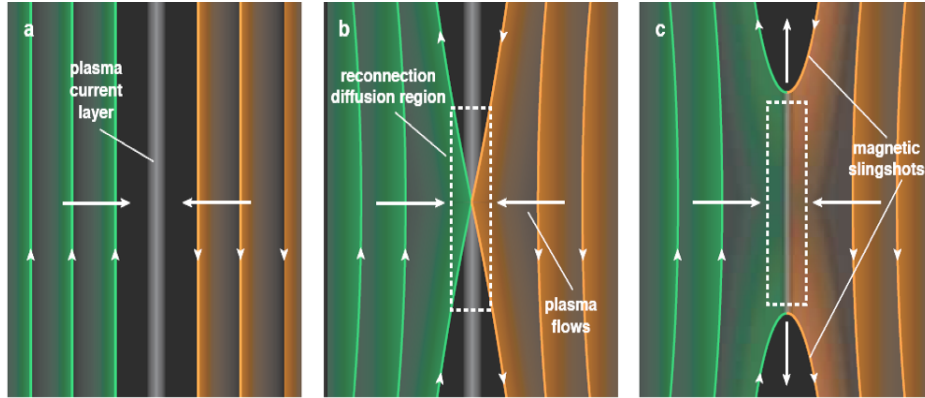 a
plasma
current
layer
b
reconnection
diffusion region
plasma
flows
c
magnetic
slingshots